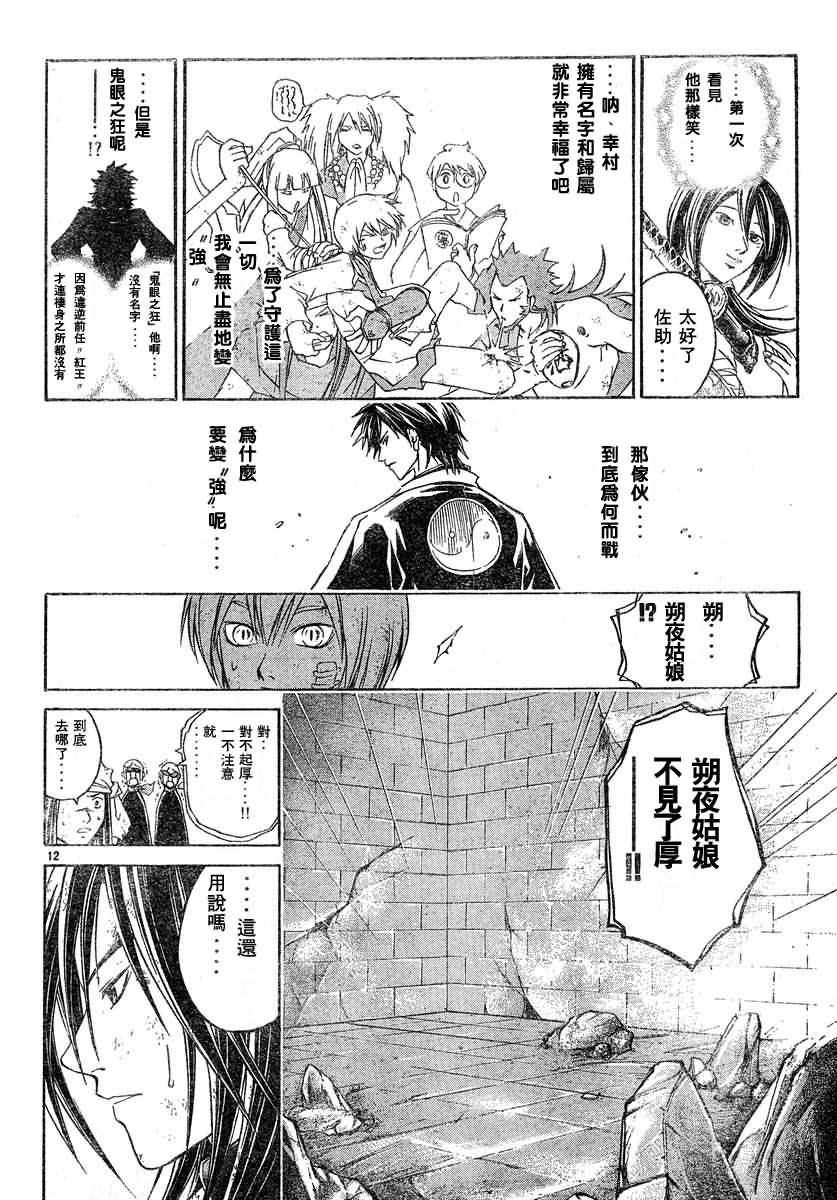 ....第一次
看見
他那樣笑....
太好了
佐助....
....吶、幸村
擁有名字和歸屬
就非常幸福了吧
....為了守護這
一切
我會無止盡地變
"強"
....但是
鬼眼之狂呢
——..!?
「鬼眼之狂」他啊....
沒有名字....
因為違逆前任"紅王"
才連棲身之所都沒有
那傢伙....
到底為何而戰
為什麼
要變"強"呢....
朔....
朔夜姑娘
!?
朔夜姑娘
不見了厚
——!!!
對..
對不起厚...!!
一不注意
就....
到底
去哪了....
12
....這還
用說嗎....